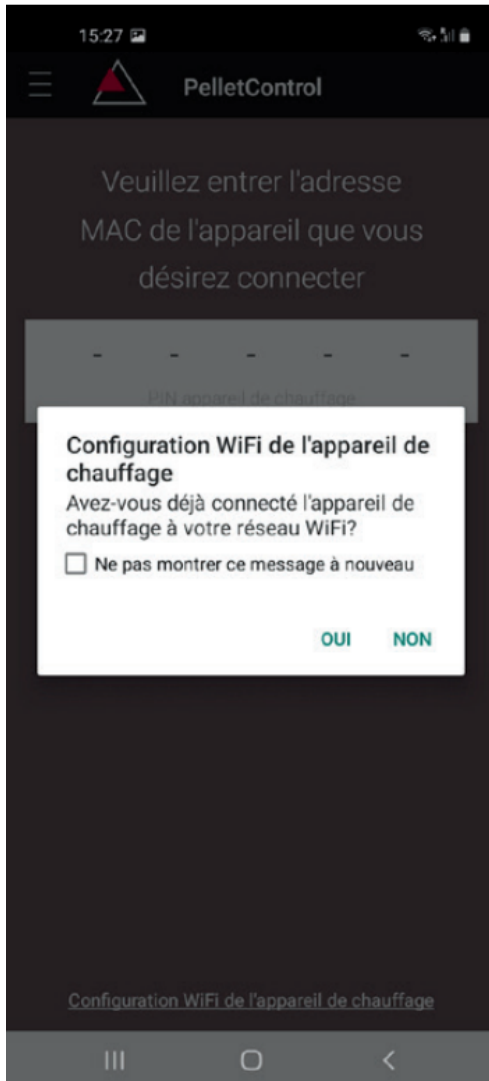 15:27
PelletControl
Veuillez entrer l'adresse
MAC de l'appareil que vous
désirez connecter
- - - - -
PIN appareil de chauffage
Configuration WiFi de l'appareil de
chauffage
Avez-vous déjà connecté l'appareil de
chauffage à votre réseau WiFi?
Ne pas montrer ce message à nouveau
OUI NON
Configuration WiFi de l'appareil de chauffage